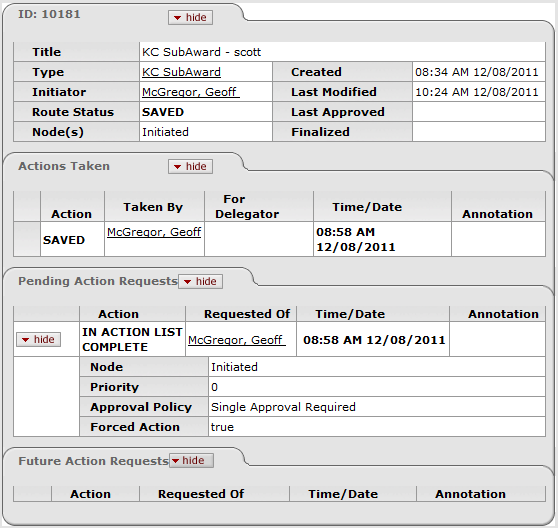 ID: 10181 hide
Title KC SubAward - scott
Type KC SubAward Created 08:34 AM 12/08/2011
Initiator McGregor, Geoff Last Modified 10:24 AM 12/08/2011
Route Status SAVED Last Approved
Node(s) Initiated Finalized
Actions Taken hide
Action Taken By For Delegator Time/Date Annotation
SAVED McGregor, Geoff 08:58 AM 12/08/2011
Pending Action Requests hide
Action Requested Of Time/Date Annotation
hide IN ACTION LIST COMPLETE McGregor, Geoff 08:58 AM 12/08/2011
Node Initiated
Priority 0
Approval Policy Single Approval Required
Forced Action true
Future Action Requests hide
Action Requested Of Time/Date Annotation